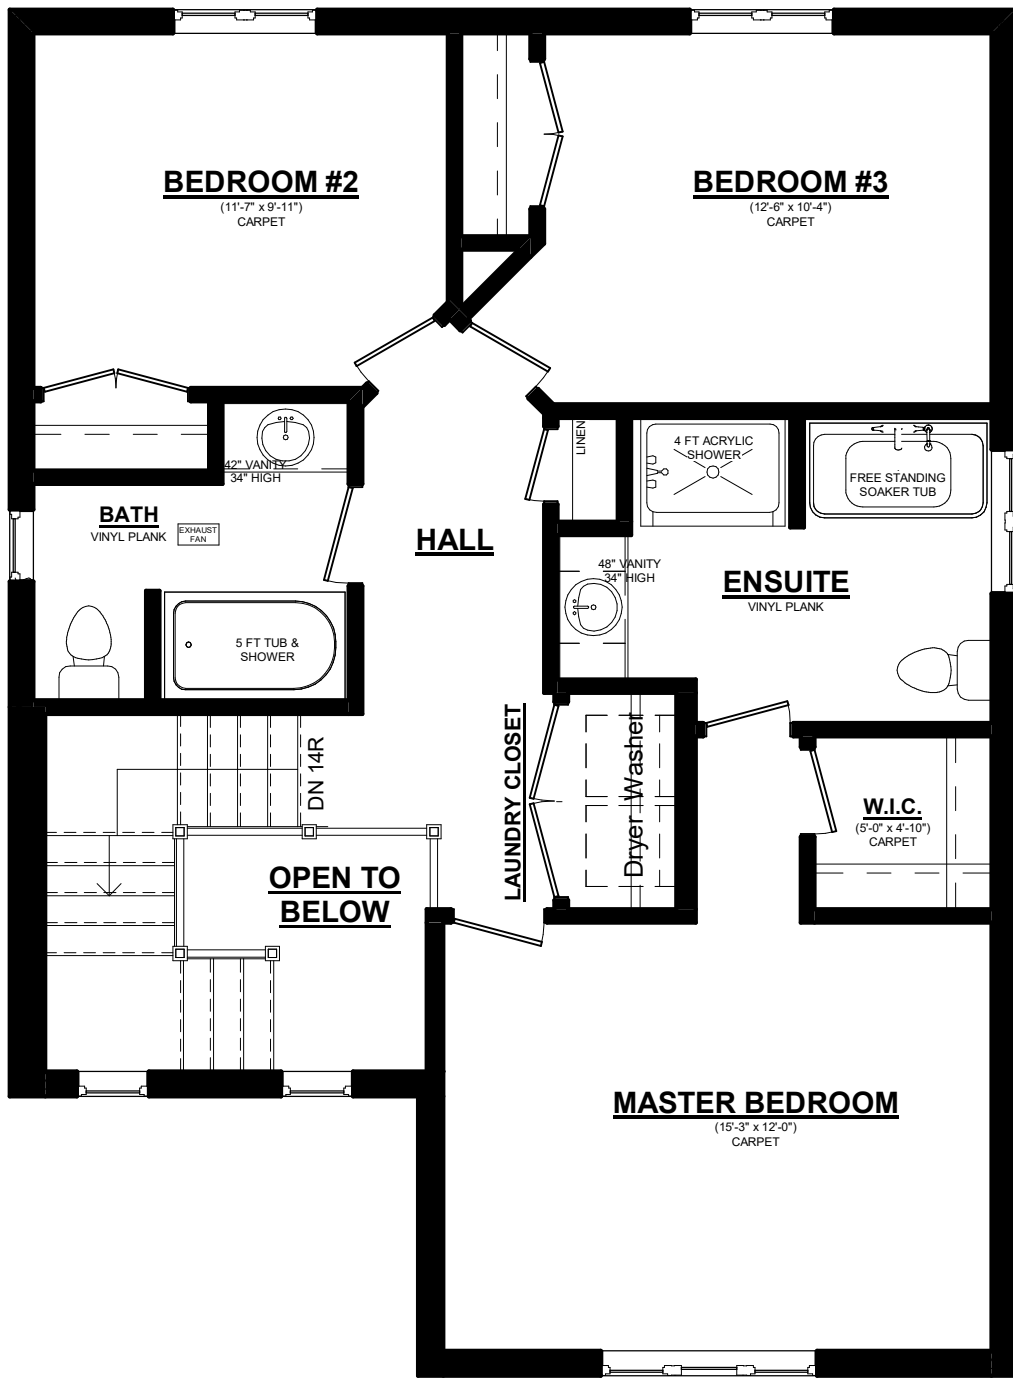 BEDROOM #2
(11'-7" x 9'-11")
CARPET
BEDROOM #3
(12'-6" x 10'-4")
CARPET
42" VANITY
34" HIGH
BATH
VINYL PLANK
EXHAUST
FAN
5 FT TUB &
SHOWER
HALL
LINEN
4 FT ACRYLIC
SHOWER
FREE STANDING
SOAKER TUB
48" VANITY
34" HIGH
ENSUITE
VINYL PLANK
DN 14R
LAUNDRY CLOSET
Dryer Washer
W.I.C.
(5'-0" x 4'-10")
CARPET
OPEN TO
BELOW
MASTER BEDROOM
(15'-3" x 12'-0")
CARPET